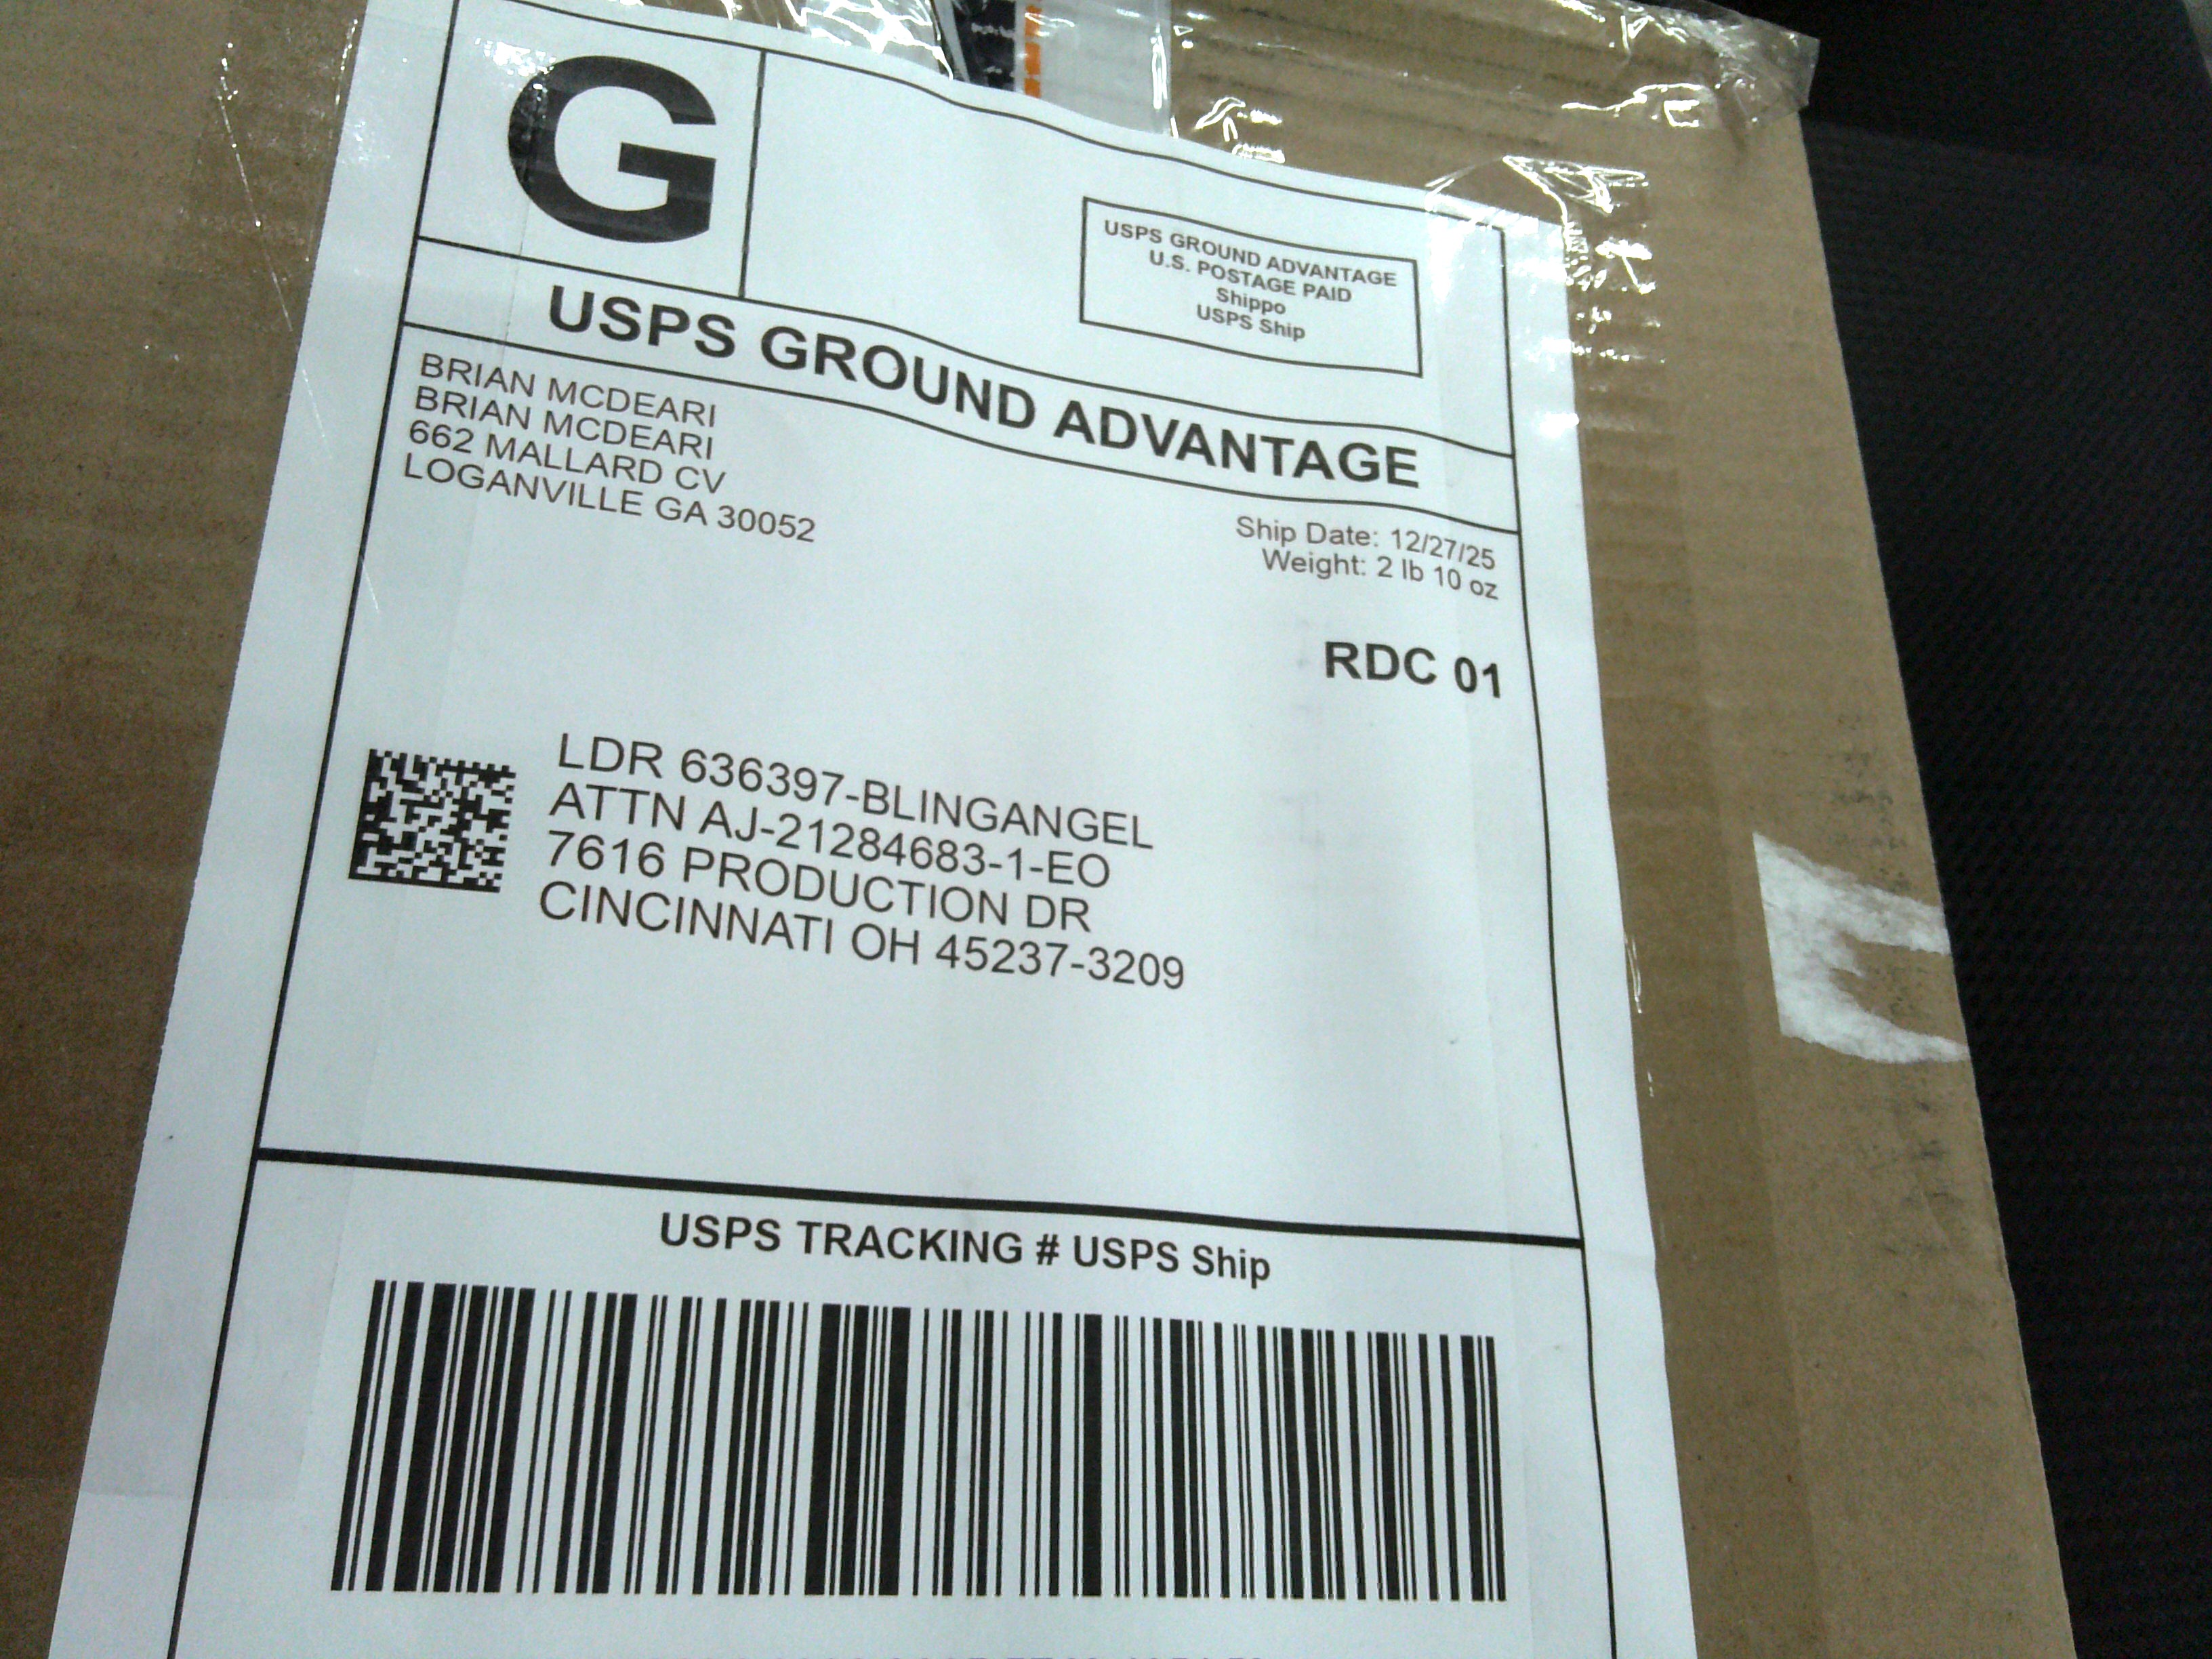 G
USPS GROUND ADVANTAGE
U.S. POSTAGE PAID
Shippo
USPS Ship
USPS GROUND ADVANTAGE
BRIAN MCDEARI
BRIAN MCDEARI
662 MALLARD CV
LOGANVILLE GA 30052
Ship Date: 12/27/25
Weight: 2 lb 10 oz
RDC 01
LDR 636397-BLINGANGEL
ATTN AJ-21284683-1-EO
7616 PRODUCTION DR
CINCINNATI OH 45237-3209
USPS TRACKING # USPS Ship